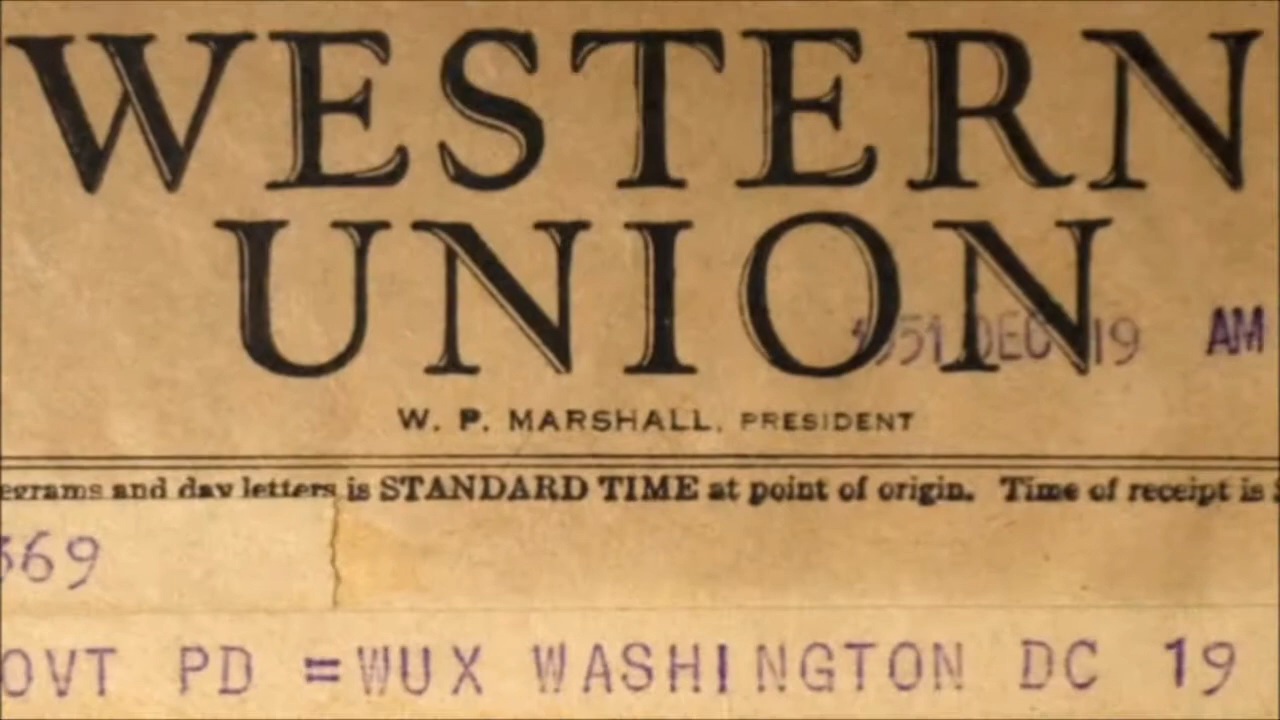 WESTERN
UNION
1951 DEC 19 AM
W. P. MARSHALL, PRESIDENT
egrams and day letters is STANDARD TIME at point of origin. Time of receipt is
369
OVT PD =WUX WASHINGTON DC 19